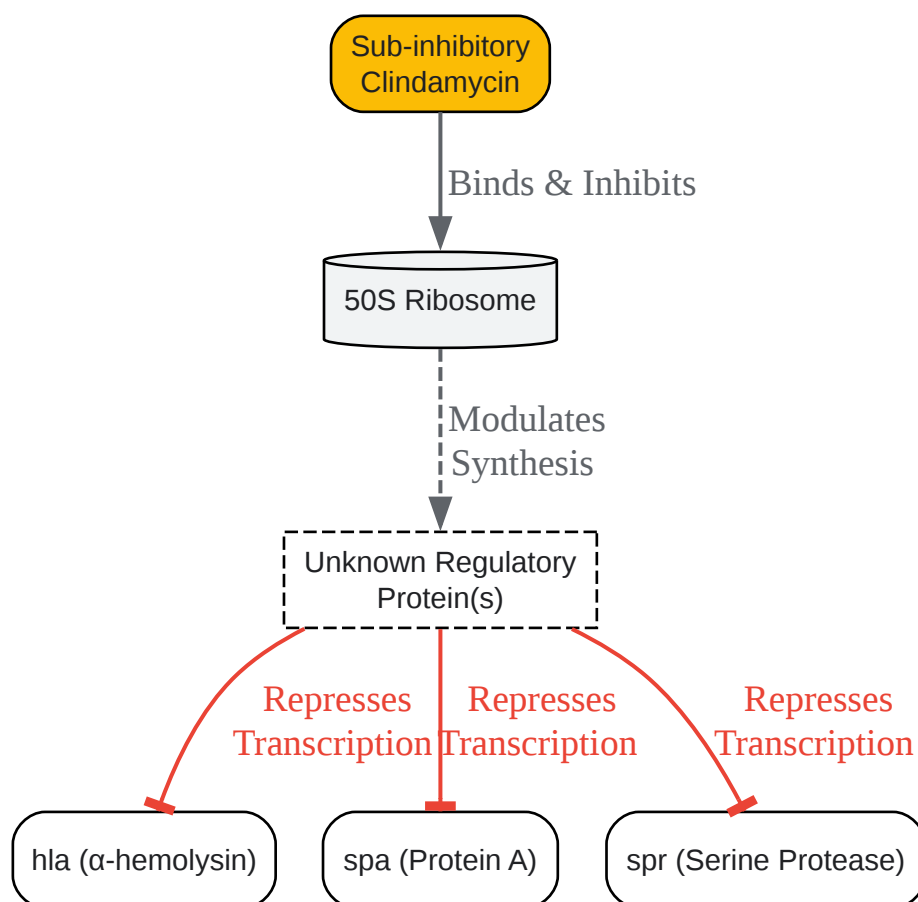 Sub-inhibitory
Clindamycin
Binds & Inhibits
50S Ribosome
Modulates
Synthesis
Unknown Regulatory
Protein(s)
Represses
Transcription
Represses
Transcription
Represses
Transcription
hla (α-hemolysin)
spa (Protein A)
spr (Serine Protease)